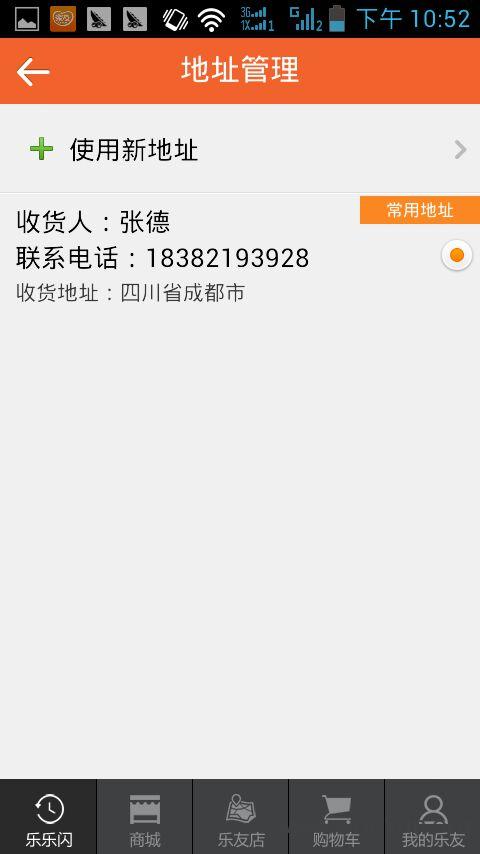 3G 1X 1 G 2 下午 10:52
地址管理
使用新地址
常用地址
收货人：张德
联系电话：18382193928
收货地址：四川省成都市
乐乐闪 商城 乐友店 购物车 我的乐友